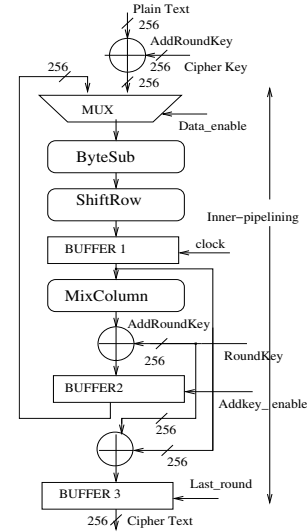 Plain Text
256
AddRoundKey
256
256
Cipher Key
256
MUX
Data_enable
ByteSub
ShiftRow
Inner-pipelining
BUFFER 1
clock
MixColumn
AddRoundKey
256
RoundKey
BUFFER2
Addkey_enable
256
256
Last_round
BUFFER 3
256
Cipher Text